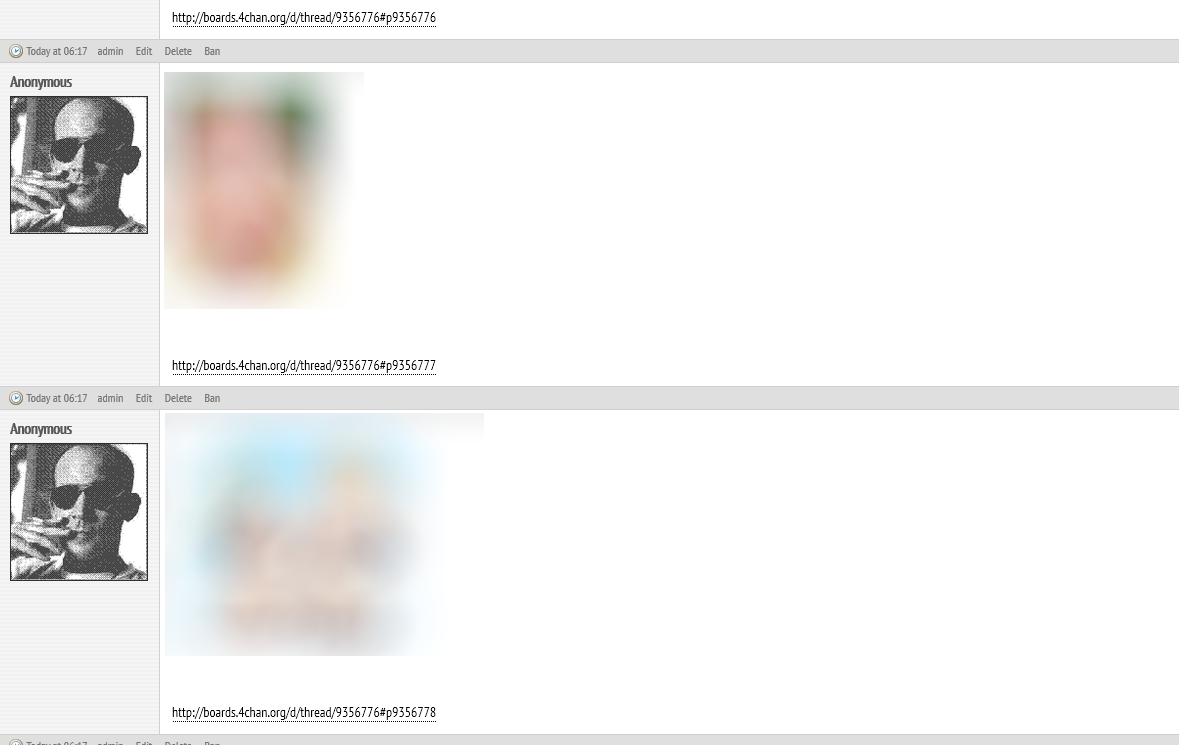 http://boards.4chan.org/d/thread/9356776#p9356776
Today at 06:17 admin Edit Delete Ban
Anonymous
http://boards.4chan.org/d/thread/9356776#p9356777
Today at 06:17 admin Edit Delete Ban
Anonymous
http://boards.4chan.org/d/thread/9356776#p9356778
Today at 06:17 admin Edit Delete Ban